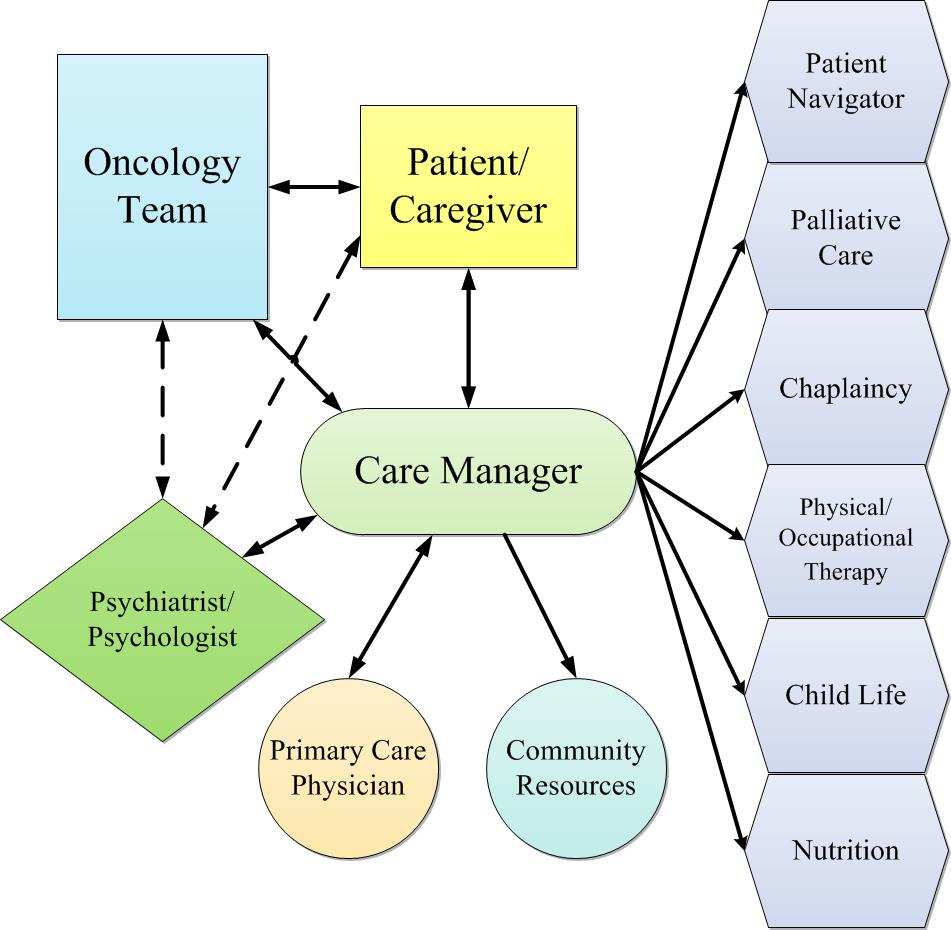 Oncology
Team
Patient/
Caregiver
Care Manager
Psychiatrist/
Psychologist
Primary Care
Physician
Community
Resources
Patient
Navigator
Palliative
Care
Chaplaincy
Physical/
Occupational
Therapy
Child Life
Nutrition